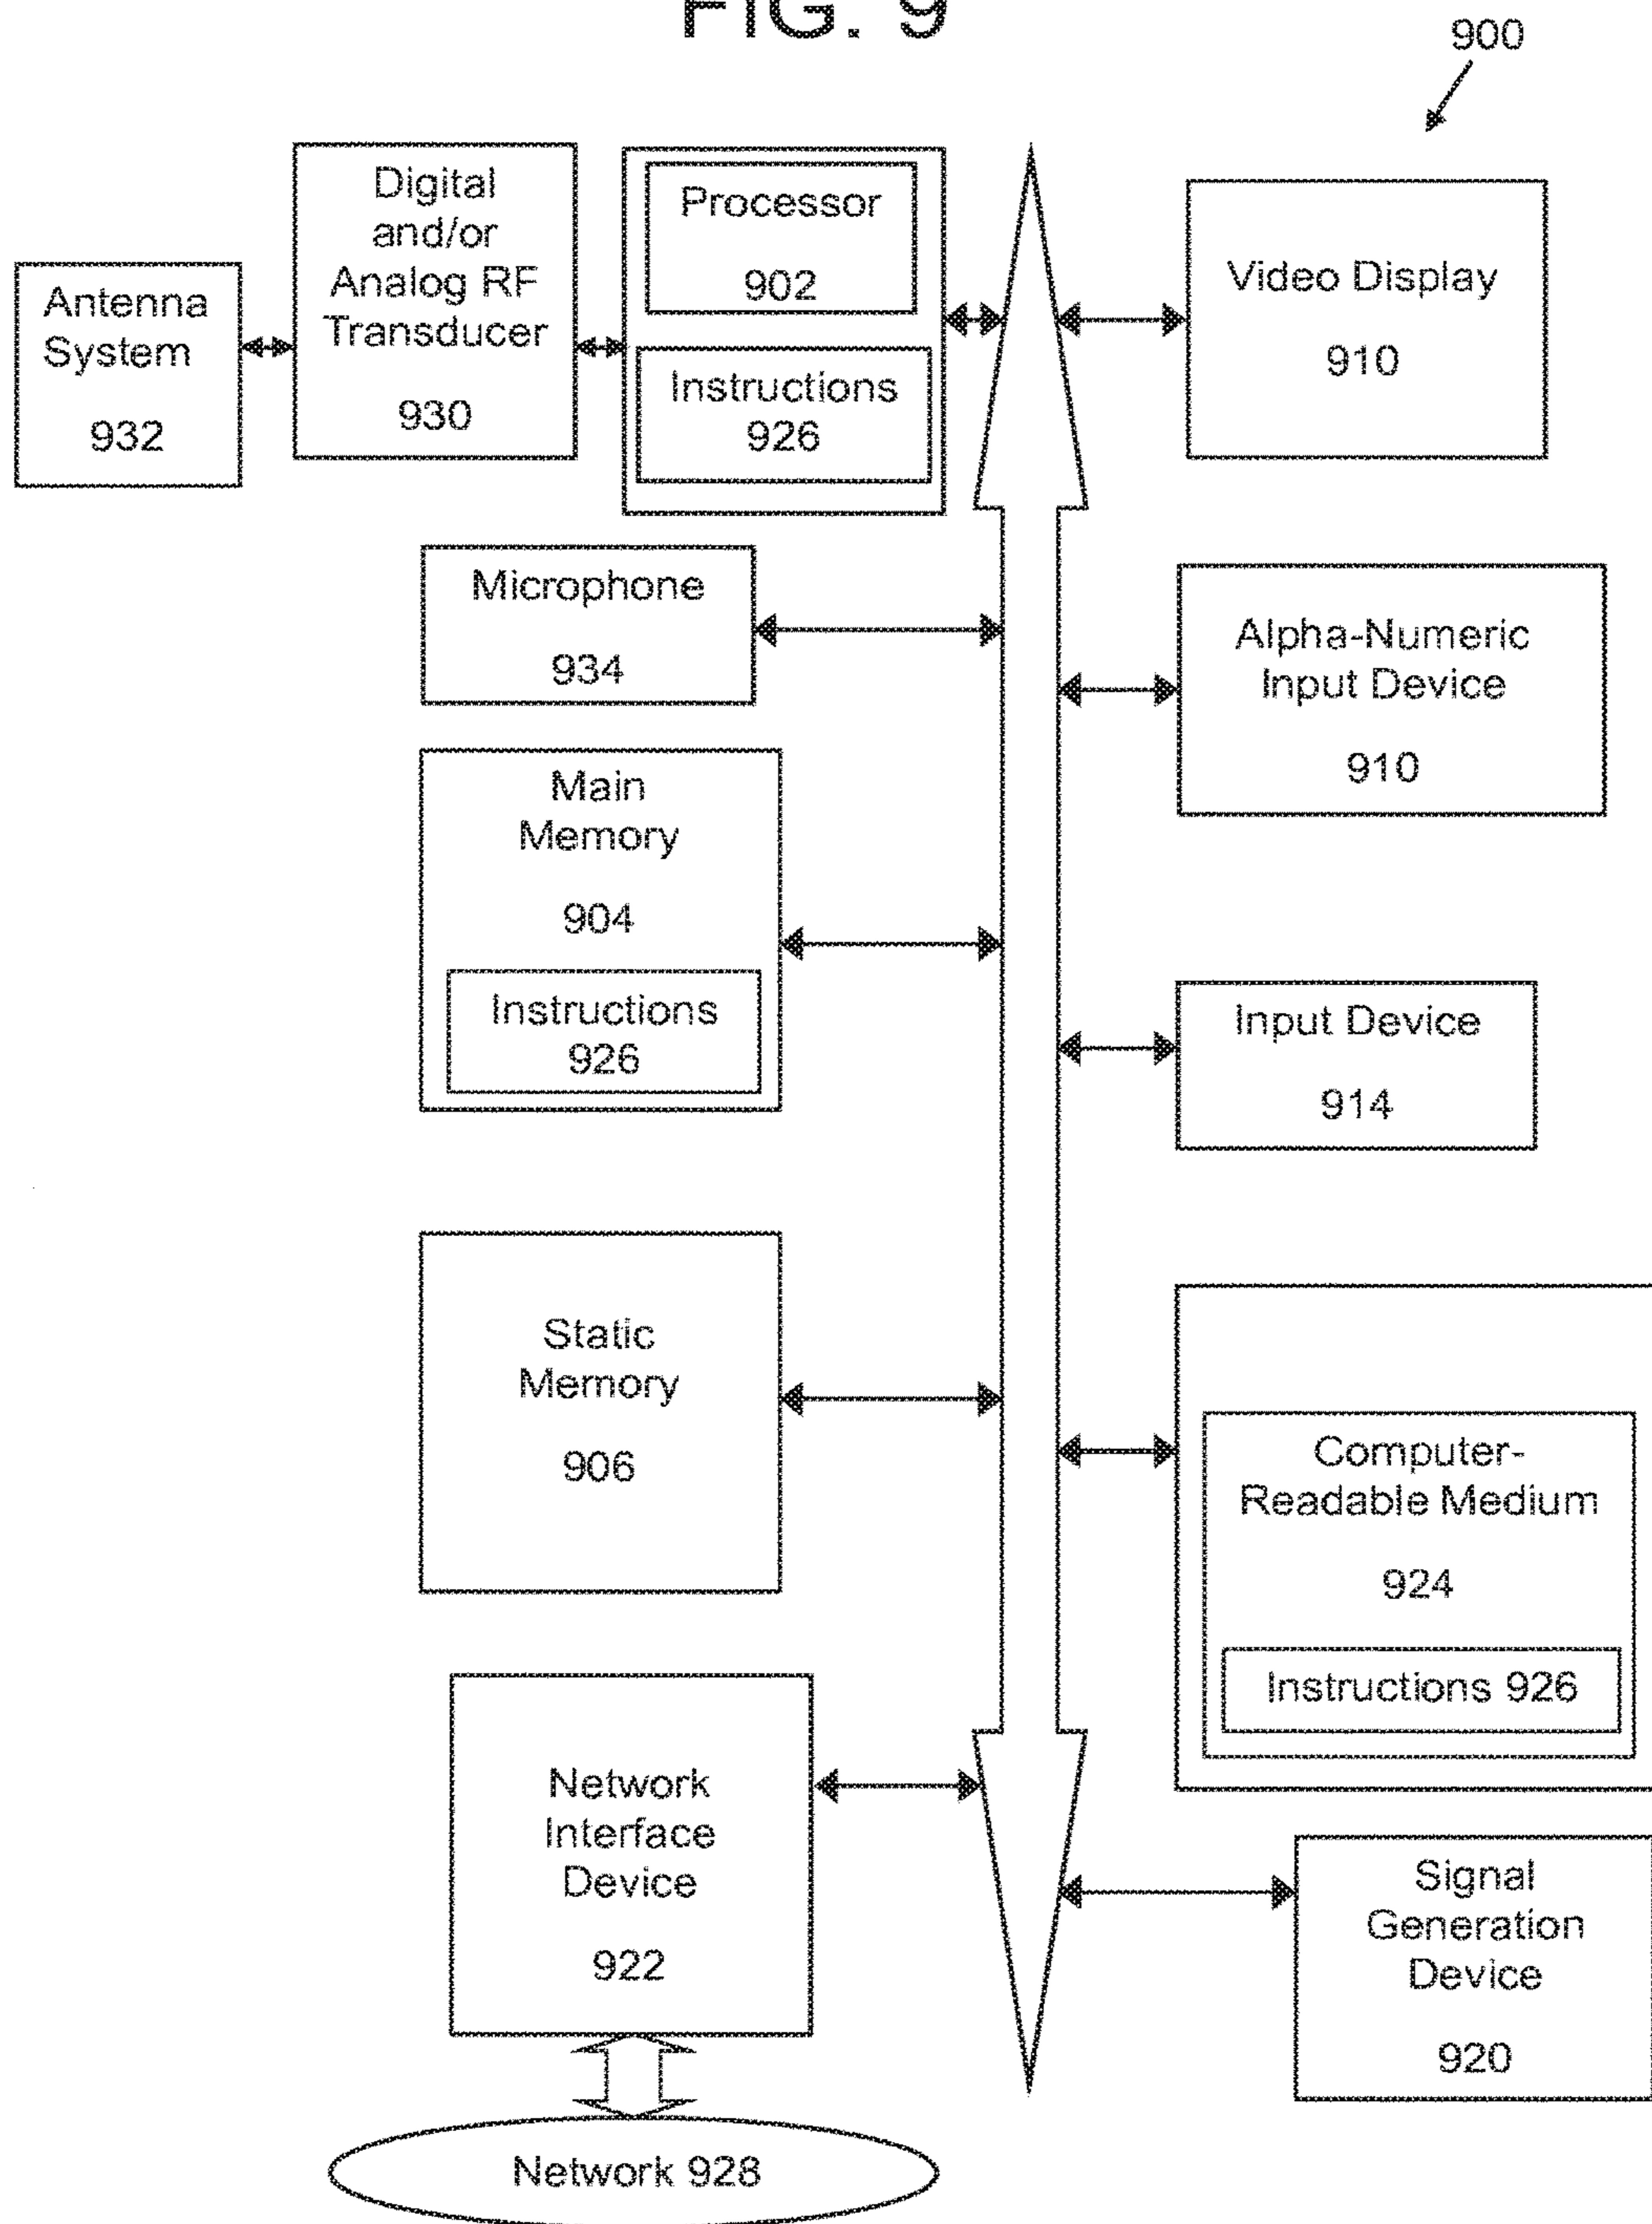 FIG. 9
900
Antenna
System
932
Digital
and/or
Analog RF
Transducer
930
Processor
902
Instructions
926
Video Display
910
Microphone
934
Alpha-Numeric
Input Device
910
Main
Memory
904
Instructions
926
Input Device
914
Static
Memory
906
Computer-
Readable Medium
924
Instructions 926
Network
Interface
Device
922
Signal
Generation
Device
920
Network 928